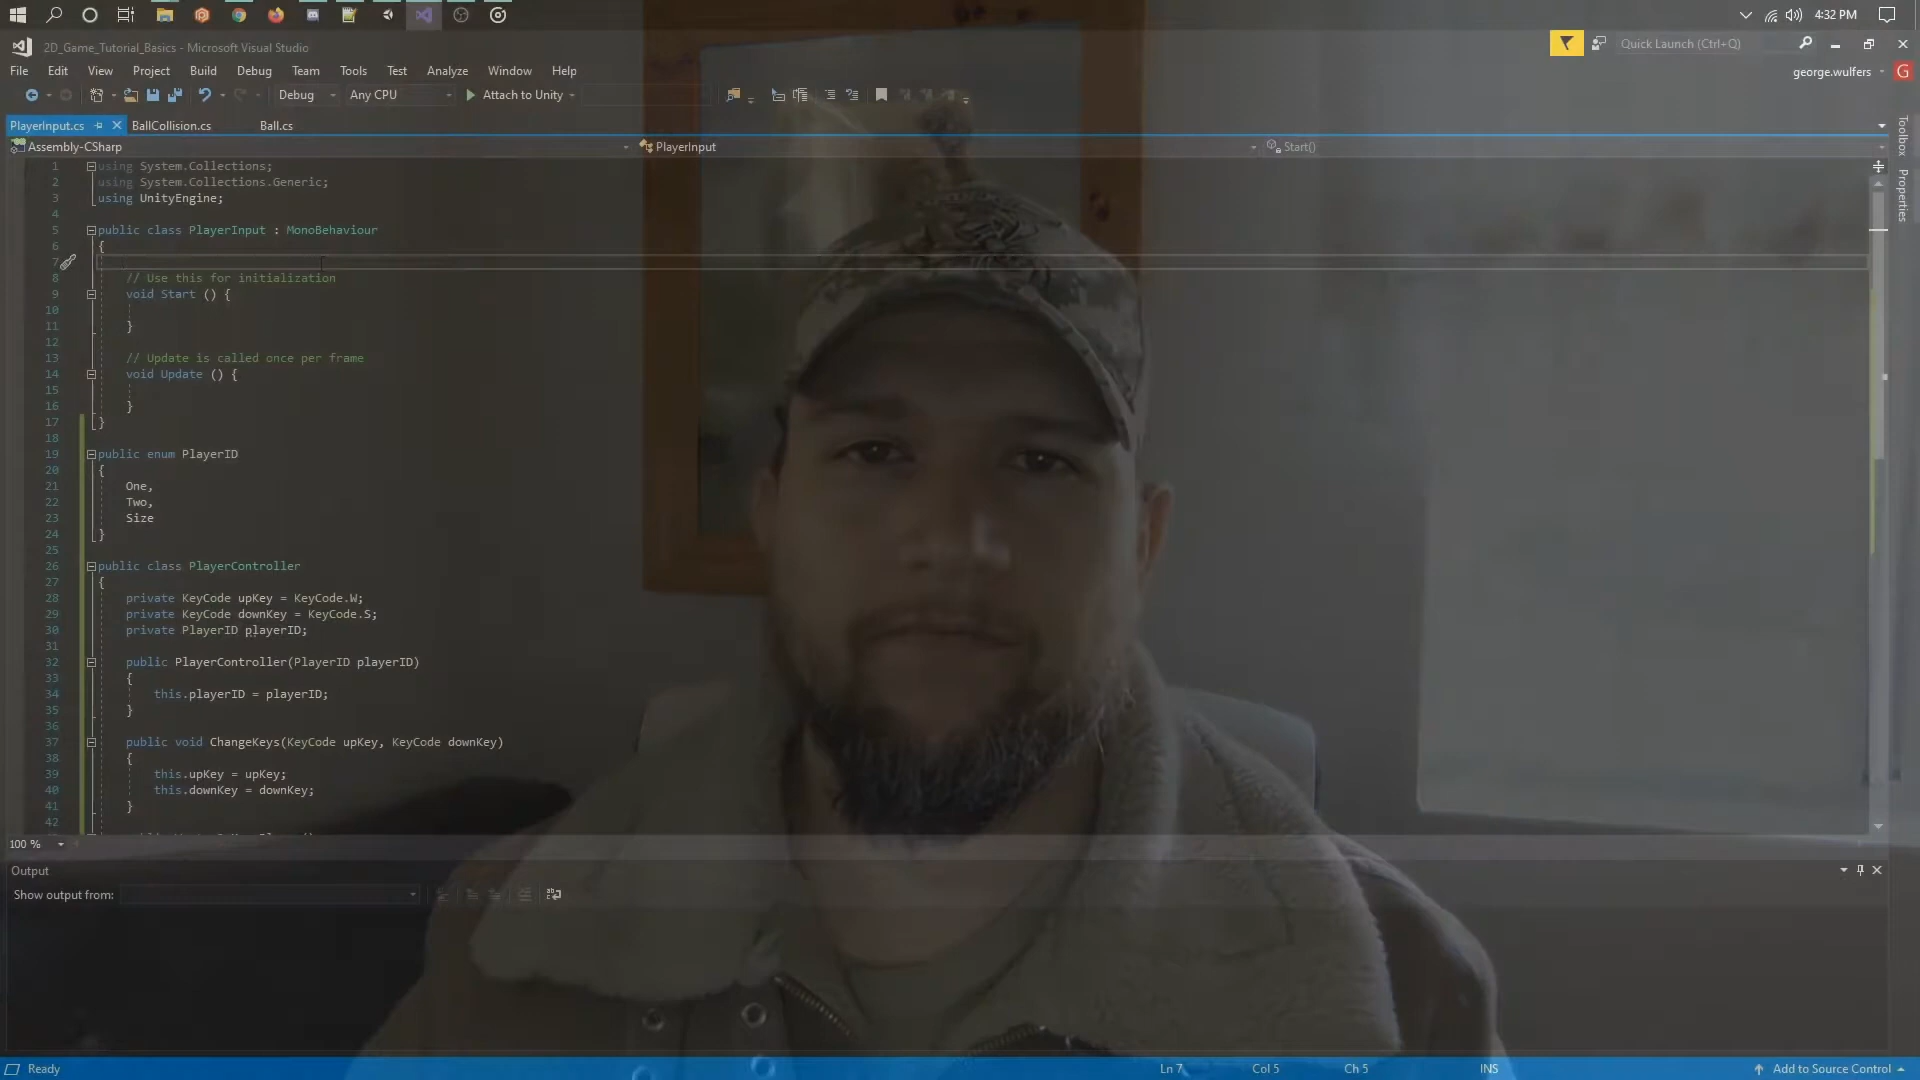 4:32 PM
2D_Game_Tutorial_Basics - Microsoft Visual Studio
Quick Launch (Ctrl+Q)
File Edit View Project Build Debug Team Tools Test Analyze Window Help
george.wulfers G
Debug Any CPU Attach to Unity
PlayerInput.cs BallCollision.cs Ball.cs
Assembly-CSharp PlayerInput Start()
Toolbox
Properties
1 using System.Collections;
2 using System.Collections.Generic;
3 using UnityEngine;
4
5 public class PlayerInput : MonoBehaviour
6 {
7
8 // Use this for initialization
9 void Start () {
10
11 }
12
13 // Update is called once per frame
14 void Update () {
15
16 }
17 }
18
19 public enum PlayerID
20 {
21 One,
22 Two,
23 Size
24 }
25
26 public class PlayerController
27 {
28 private KeyCode upKey = KeyCode.W;
29 private KeyCode downKey = KeyCode.S;
30 private PlayerID playerID;
31
32 public PlayerController(PlayerID playerID)
33 {
34 this.playerID = playerID;
35 }
36
37 public void ChangeKeys(KeyCode upKey, KeyCode downKey)
38 {
39 this.upKey = upKey;
40 this.downKey = downKey;
41 }
42
100 %
Output
Show output from:
Ready Ln 7 Col 5 Ch 5 INS Add to Source Control